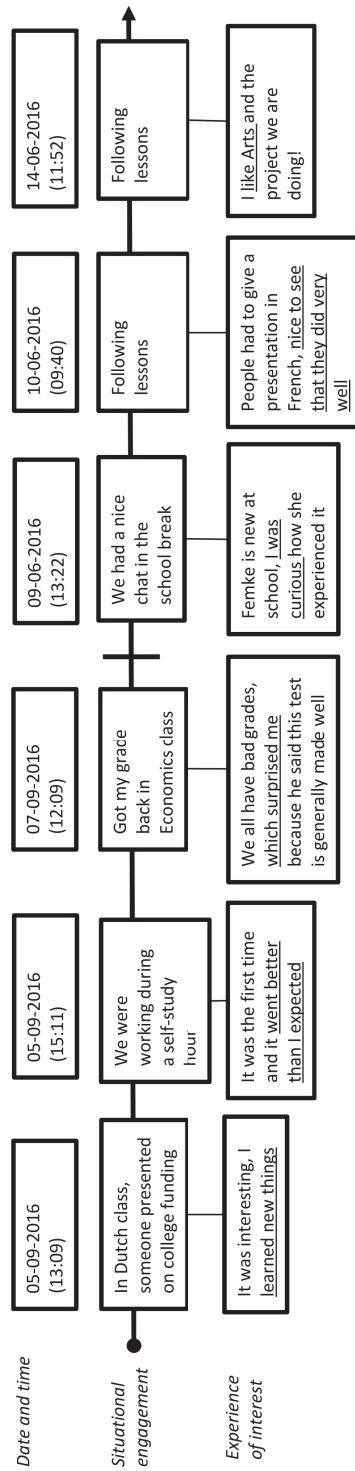 Date and time
05-09-2016
(13:09)
05-09-2016
(15:11)
07-09-2016
(12:09)
09-06-2016
(13:22)
10-06-2016
(09:40)
14-06-2016
(11:52)
Situational
engagement
In Dutch class,
someone presented
on college funding
We were
working during
a self-study
hour
Got my grade
back in
Economics class
We had a nice
chat in the
school break
Following
lessons
Following
lessons
Experience
of interest
It was interesting, I
learned new things
It was the first time
and it went better
than I expected
We all have bad grades,
which surprised me
because he said this test
is generally made well
Femke is new at
school, I was
curious how she
experienced it
People had to give a
presentation in
French, nice to see
that they did very
well
I like Arts and the
project we are
doing!